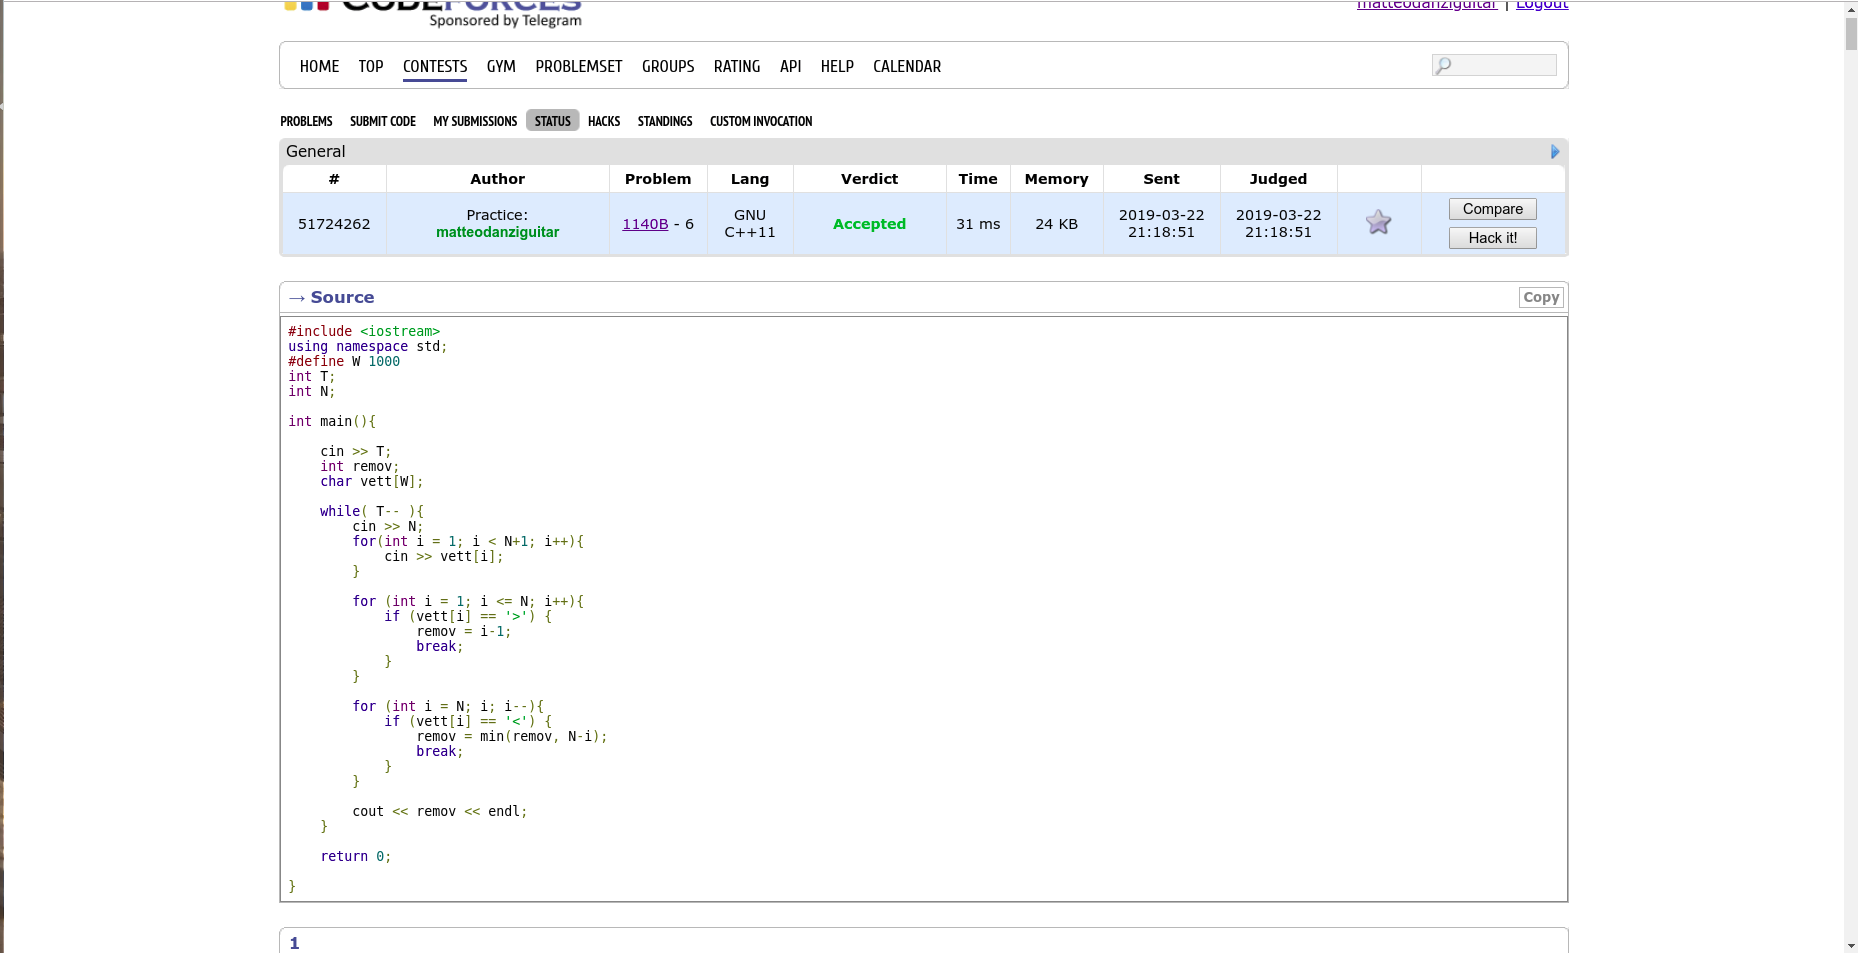 CODEFORCES
Sponsored by Telegram
matteodanziguitar | Logout
HOME TOP CONTESTS GYM PROBLEMSET GROUPS RATING API HELP CALENDAR
PROBLEMS SUBMIT CODE MY SUBMISSIONS STATUS HACKS STANDINGS CUSTOM INVOCATION
General
# Author Problem Lang Verdict Time Memory Sent Judged
51724262 Practice: matteodanziguitar 1140B - 6 GNU C++11 Accepted 31 ms 24 KB 2019-03-22 21:18:51 2019-03-22 21:18:51 Compare Hack it!
→ Source Copy
#include <iostream>
using namespace std;
#define W 1000
int T;
int N;
int main(){
cin >> T;
int remov;
char vett[W];
while( T-- ){
cin >> N;
for(int i = 1; i < N+1; i++){
cin >> vett[i];
}
for (int i = 1; i <= N; i++){
if (vett[i] == '>') {
remov = i-1;
break;
}
}
for (int i = N; i; i--){
if (vett[i] == '<') {
remov = min(remov, N-i);
break;
}
}
cout << remov << endl;
}
return 0;
}
1